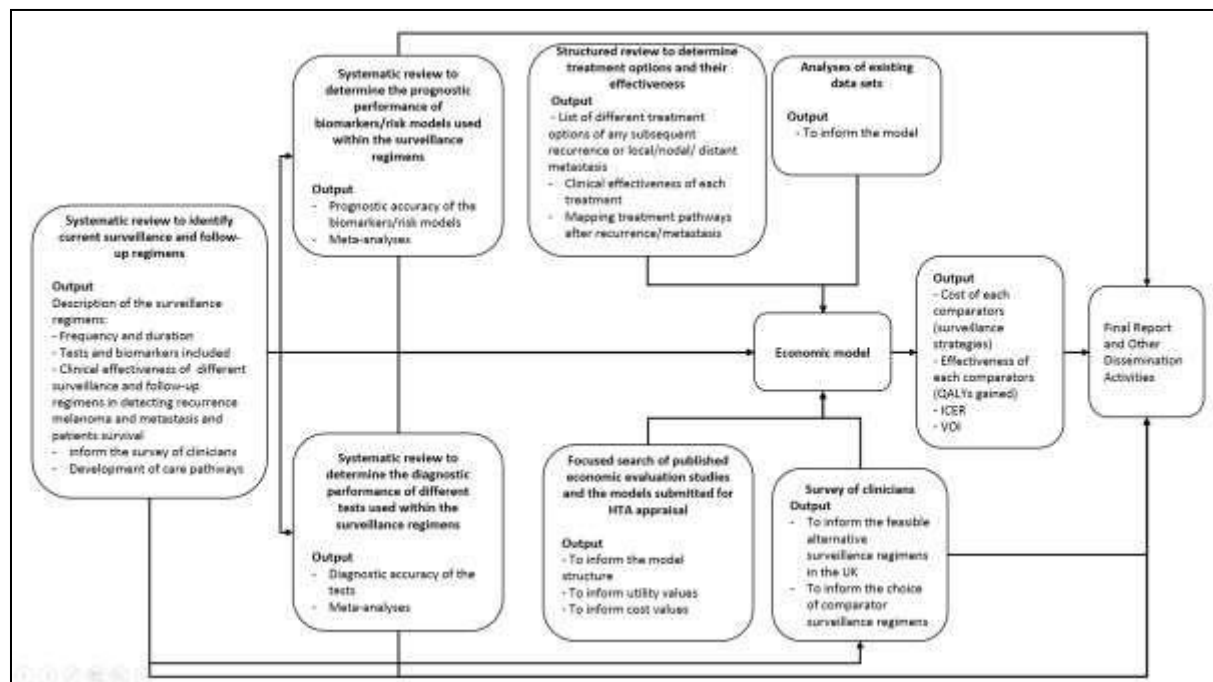 Systematic review to identify
current surveillance and follow-
up regimens
Output
Description of the surveillance
regimens:
- Frequency and duration
- Tests and biomarkers included
- Clinical effectiveness of different
surveillance and follow-up
regimens in detecting recurrence
melanoma and metastasis and
patients survival
- inform the survey of clinicians
- Development of care pathways
Systematic review to
determine the prognostic
performance of
biomarkers/risk models used
within the surveillance
regimens
Output
- Prognostic accuracy of the
biomarkers/risk models
- Meta-analyses
Systematic review to
determine the diagnostic
performance of different
tests used within the
surveillance regimens
Output
- Diagnostic accuracy of the
tests
- Meta-analyses
Structured review to determine
treatment options and their
effectiveness
Output
- List of different treatment
options of any subsequent
recurrence or local/nodal/ distant
metastasis
- Clinical effectiveness of each
treatment
- Mapping treatment pathways
after recurrence/metastasis
Analyses of existing
data sets
Output
- To inform the model
Economic model
Focused search of published
economic evaluation studies
and the models submitted for
HTA appraisal
Output
- To inform the model
structure
- To inform utility values
- To inform cost values
Survey of clinicians
Output
- To inform the feasible
alternative
surveillance regimens
in the UK
- To inform the choice
of comparator
surveillance regimens
Output
- Cost of each
comparators
(surveillance
strategies)
- Effectiveness of
each comparators
(QALYs gained)
- ICER
- VOI
Final Report
and Other
Dissemination
Activities